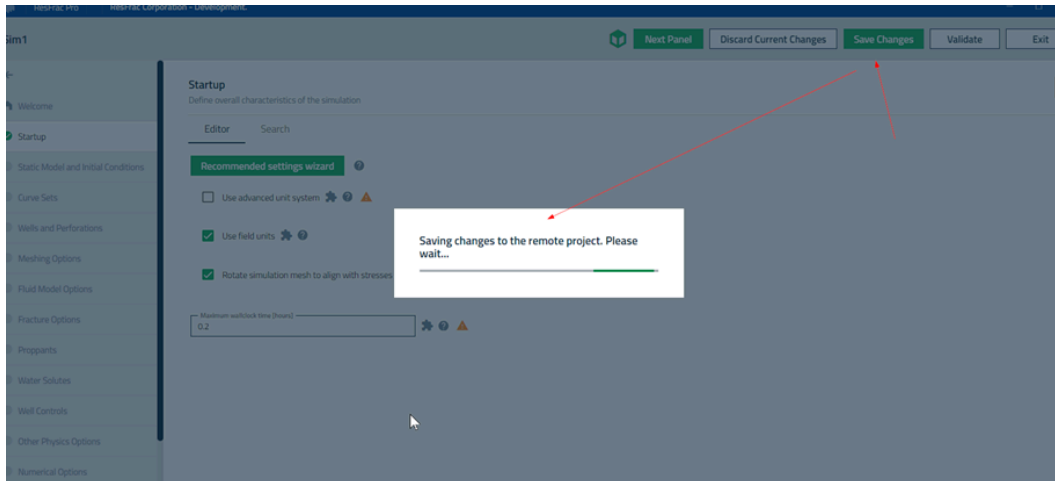 ResFrac Pro ResFrac Corporation - Development.
Sim1
Next Panel Discard Current Changes Save Changes Validate Exit
Welcome
Startup
Static Model and Initial Conditions
Curve Sets
Wells and Perforations
Meshing Options
Fluid Model Options
Fracture Options
Proppants
Water Solutes
Well Controls
Other Physics Options
Numerical Options
Startup
Define overall characteristics of the simulation
Editor Search
Recommended settings wizard
Use advanced unit system
Use field units
Rotate simulation mesh to align with stresses
Maximum wallclock time [hours]
0.2
Saving changes to the remote project. Please
wait...